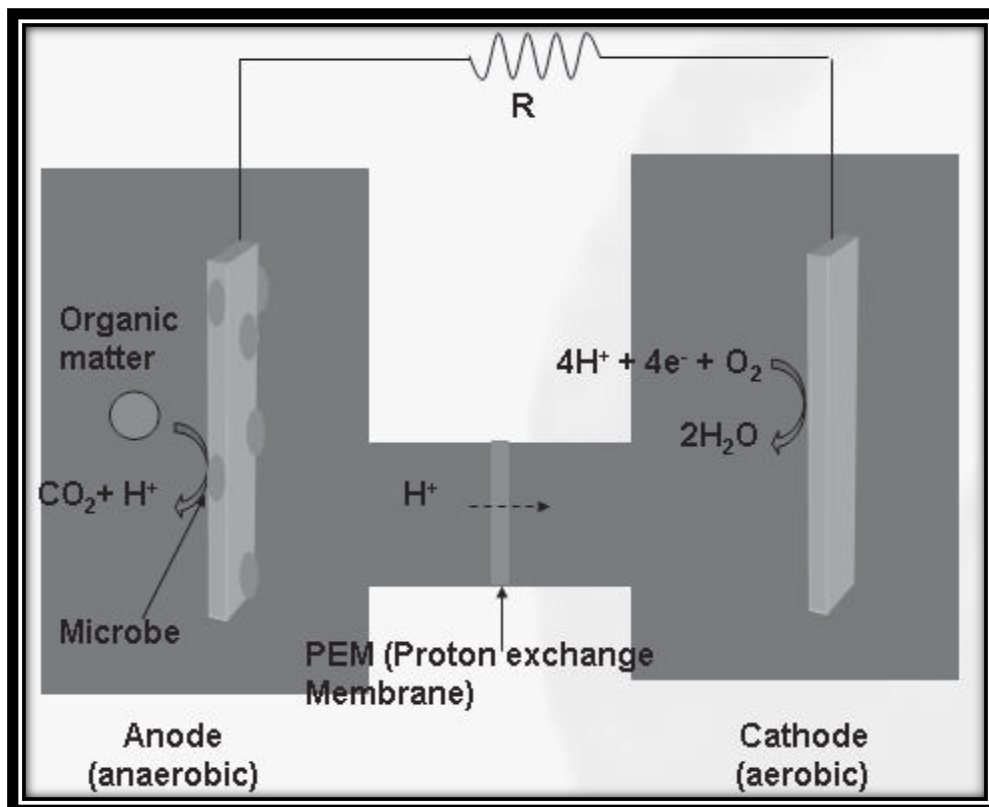 R
Organic
matter
CO₂+ H⁺
Microbe
H⁺
PEM (Proton exchange
Membrane)
4H⁺ + 4e⁻ + O₂
2H₂O
Anode
(anaerobic)
Cathode
(aerobic)